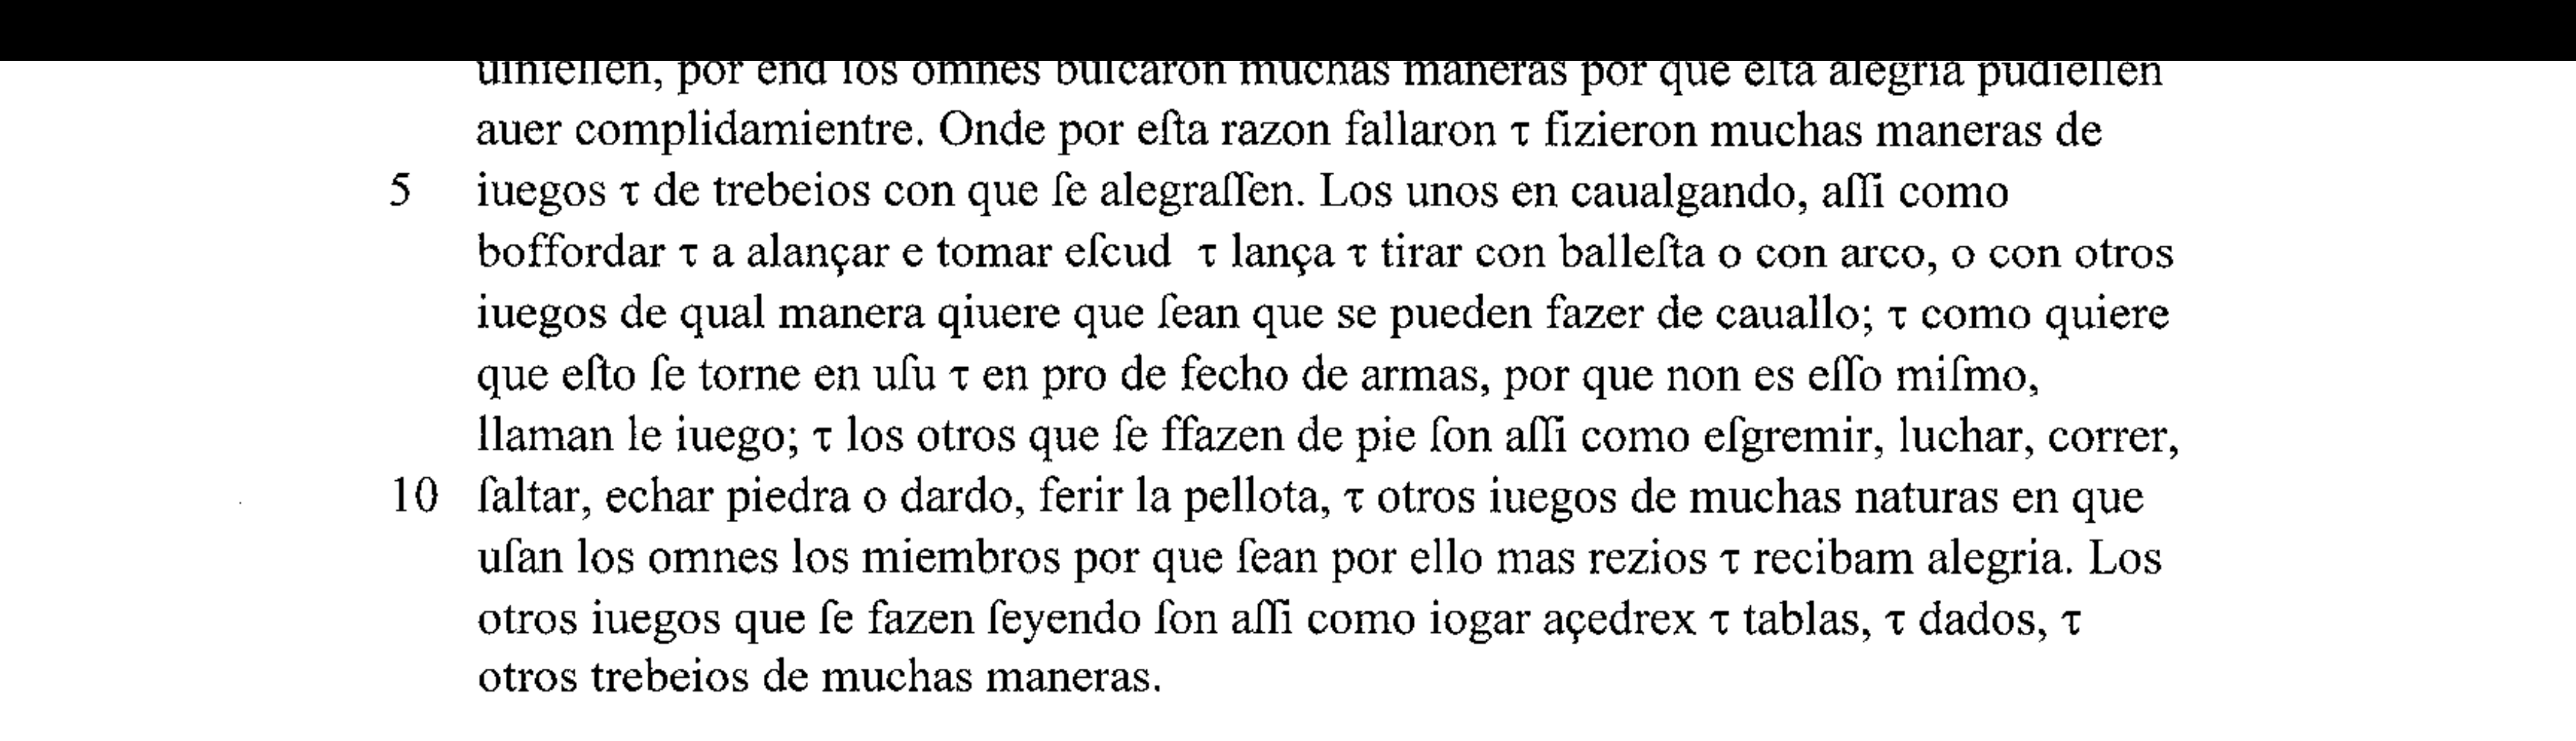 uinieſſen, por end los omnes buſcaron muchas maneras por que eſta alegria pudieſſen
auer complidamientre. Onde por eſta razon fallaron τ fizieron muchas maneras de
5 iuegos τ de trebeios con que ſe alegraſſen. Los unos en caualgando, aſſi como
boffordar τ a alançar e tomar eſcud τ lança τ tirar con balleſta o con arco, o con otros
iuegos de qual manera qiuere que ſean que se pueden fazer de cauallo; τ como quiere
que eſto ſe torne en uſu τ en pro de fecho de armas, por que non es eſſo miſmo,
llaman le iuego; τ los otros que ſe ffazen de pie ſon aſſi como eſgremir, luchar, correr,
10 ſaltar, echar piedra o dardo, ferir la pellota, τ otros iuegos de muchas naturas en que
uſan los omnes los miembros por que ſean por ello mas rezios τ recibam alegria. Los
otros iuegos que ſe fazen ſeyendo ſon aſſi como iogar açedrex τ tablas, τ dados, τ
otros trebeios de muchas maneras.